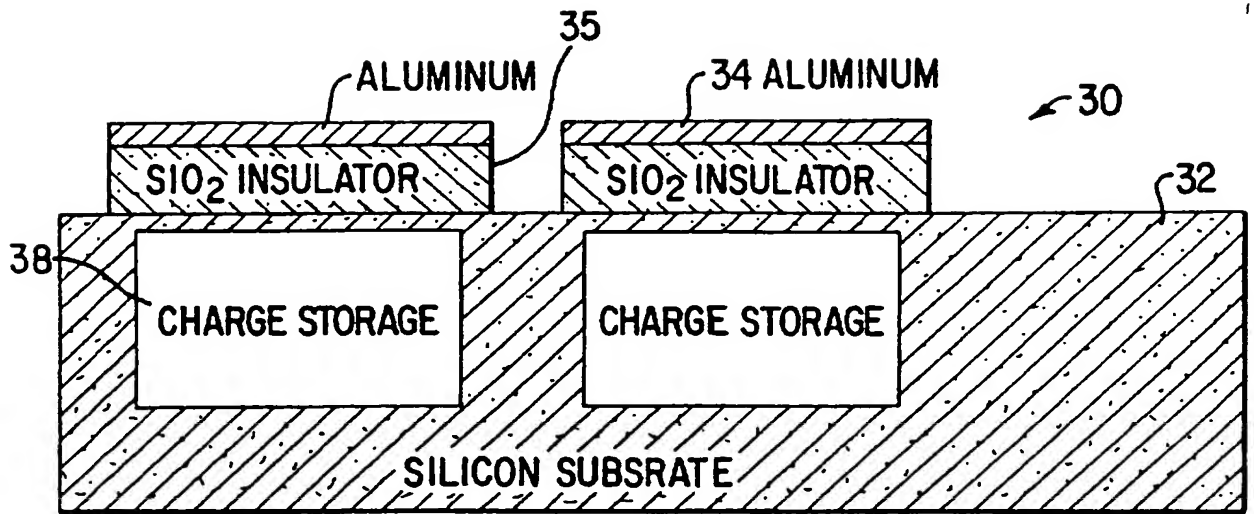 35
ALUMINUM
34 ALUMINUM
30
SIO₂ INSULATOR
SIO₂ INSULATOR
32
38
CHARGE STORAGE
CHARGE STORAGE
SILICON SUBSRATE